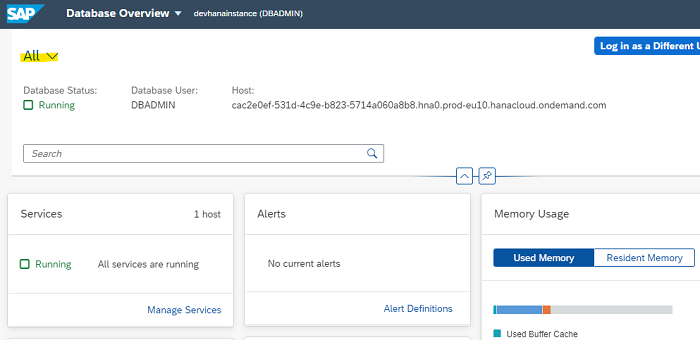 SAP Database Overview devhanainstance (DBADMIN)
All
Log in as a Different U
Database Status: Database User: Host:
Running DBADMIN cac2e0ef-531d-4c9e-b823-5714a060a8b8.hna0.prod-eu10.hanacloud.ondemand.com
Search
Services 1 host
Running All services are running
Manage Services
Alerts
No current alerts
Alert Definitions
Memory Usage
Used Memory Resident Memory
Used Buffer Cache